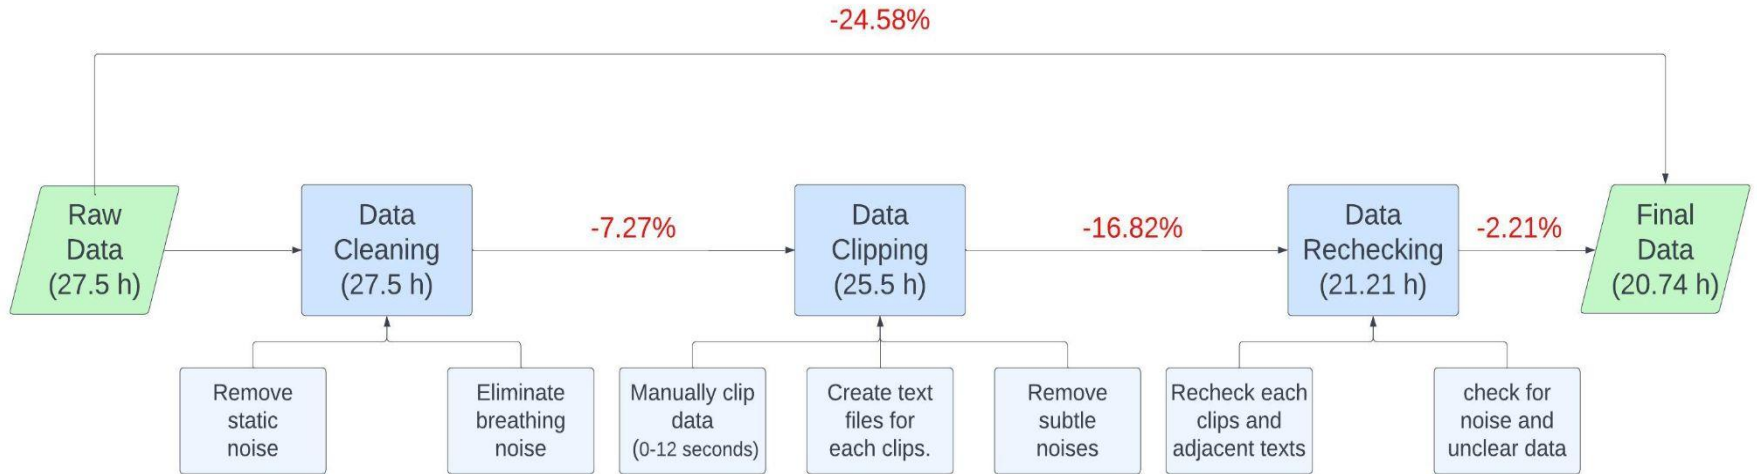 -24.58%
Raw
Data
(27.5 h)
Data
Cleaning
(27.5 h)
-7.27%
Data
Clipping
(25.5 h)
-16.82%
Data
Rechecking
(21.21 h)
-2.21%
Final
Data
(20.74 h)
Remove
static
noise
Eliminate
breathing
noise
Manually clip
data
(0-12 seconds)
Create text
files for
each clips.
Remove
subtle
noises
Recheck each
clips and
adjacent texts
check for
noise and
unclear data